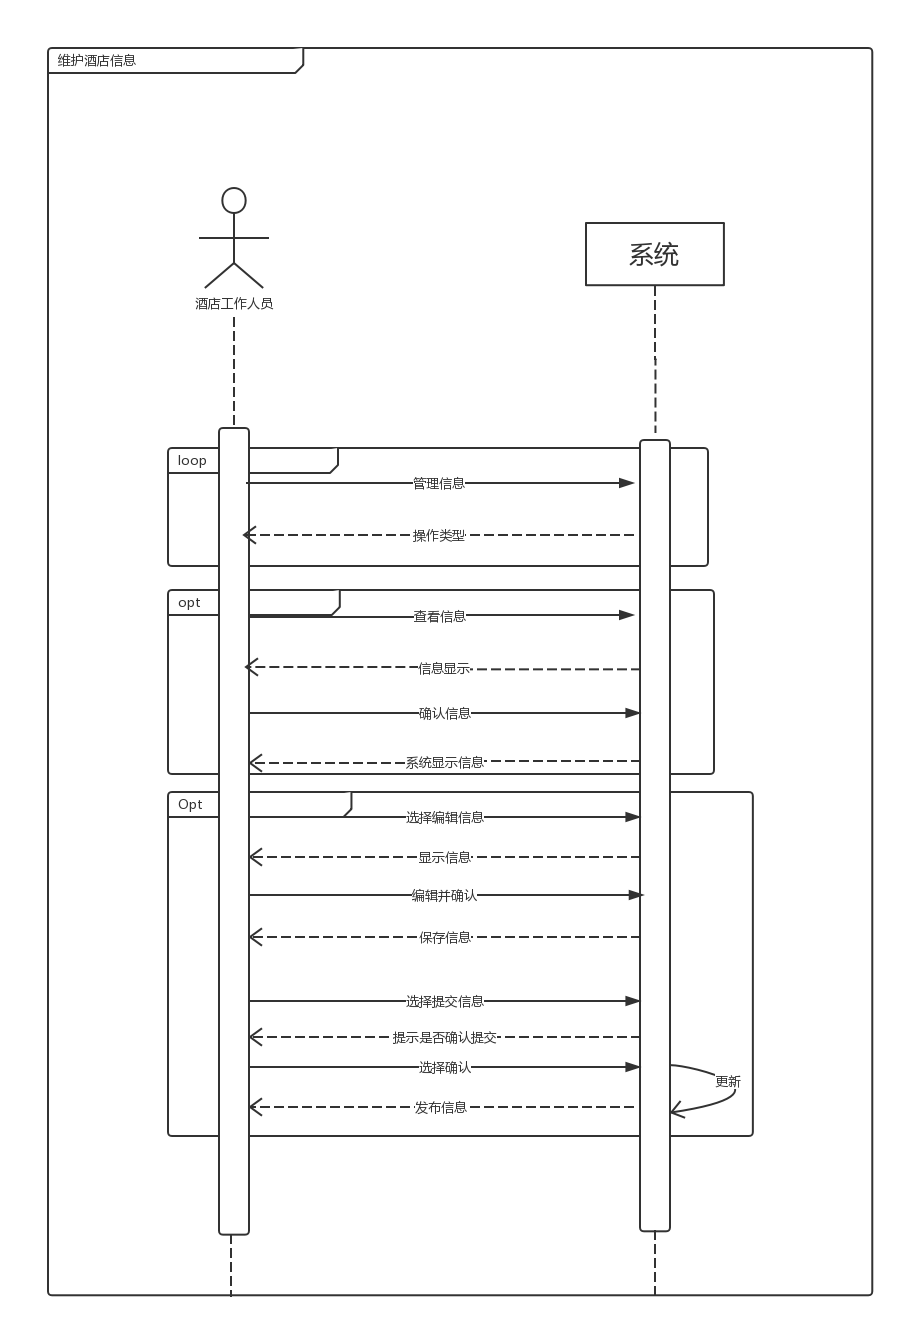 维护酒店信息
系统
酒店工作人员
loop
管理信息
操作类型
opt
查看信息
信息显示
确认信息
系统显示信息
Opt
选择编辑信息
显示信息
编辑并确认
保存信息
选择提交信息
提示是否确认提交
选择确认
更新
发布信息